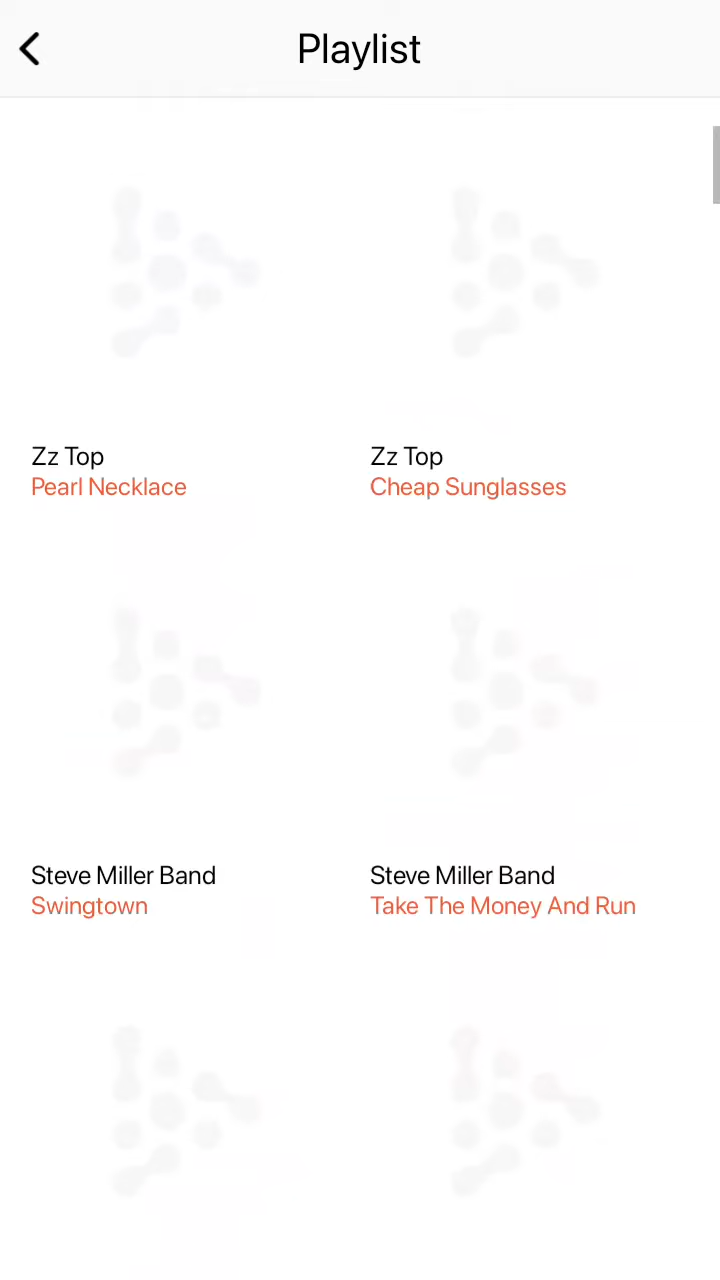 Playlist
Zz Top
Pearl Necklace
Zz Top
Cheap Sunglasses
Steve Miller Band
Swingtown
Steve Miller Band
Take The Money And Run